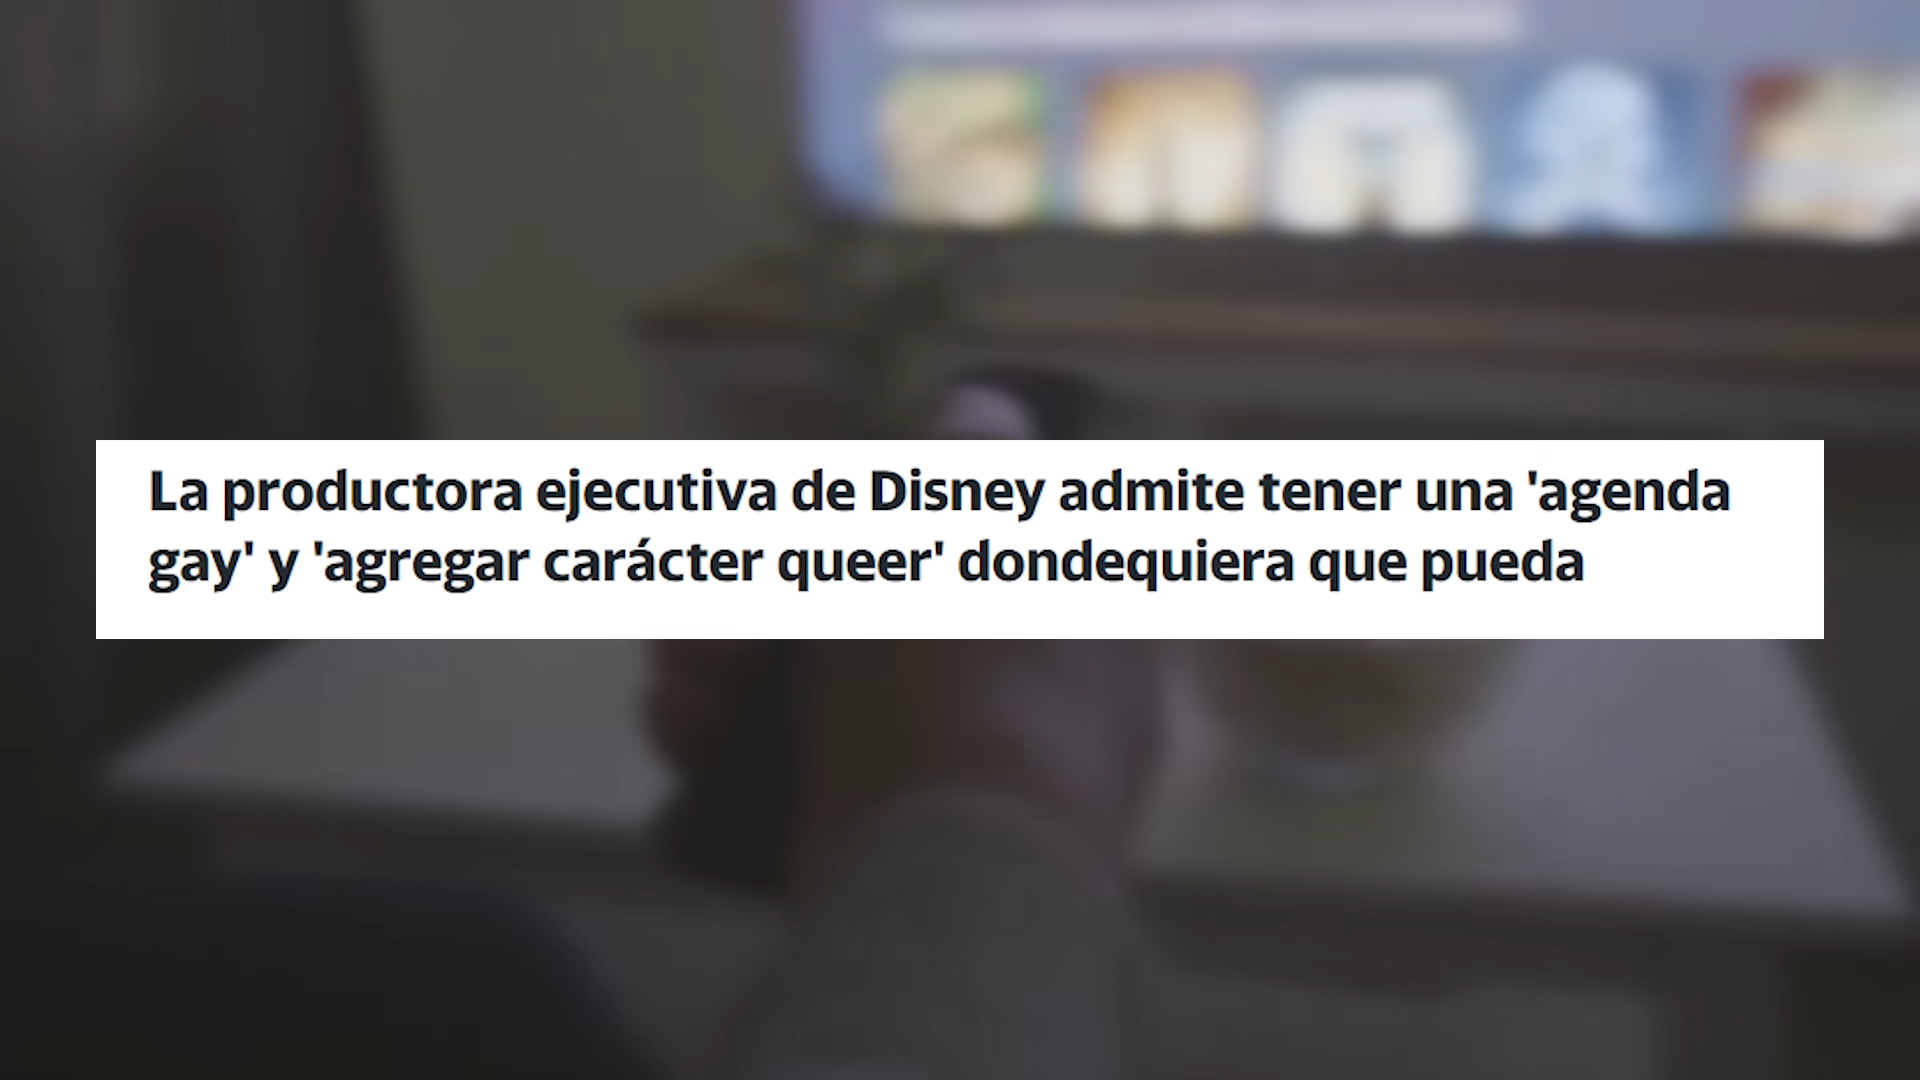 La productora ejecutiva de Disney admite tener una 'agenda
gay' y 'agregar carácter queer' dondequiera que pueda